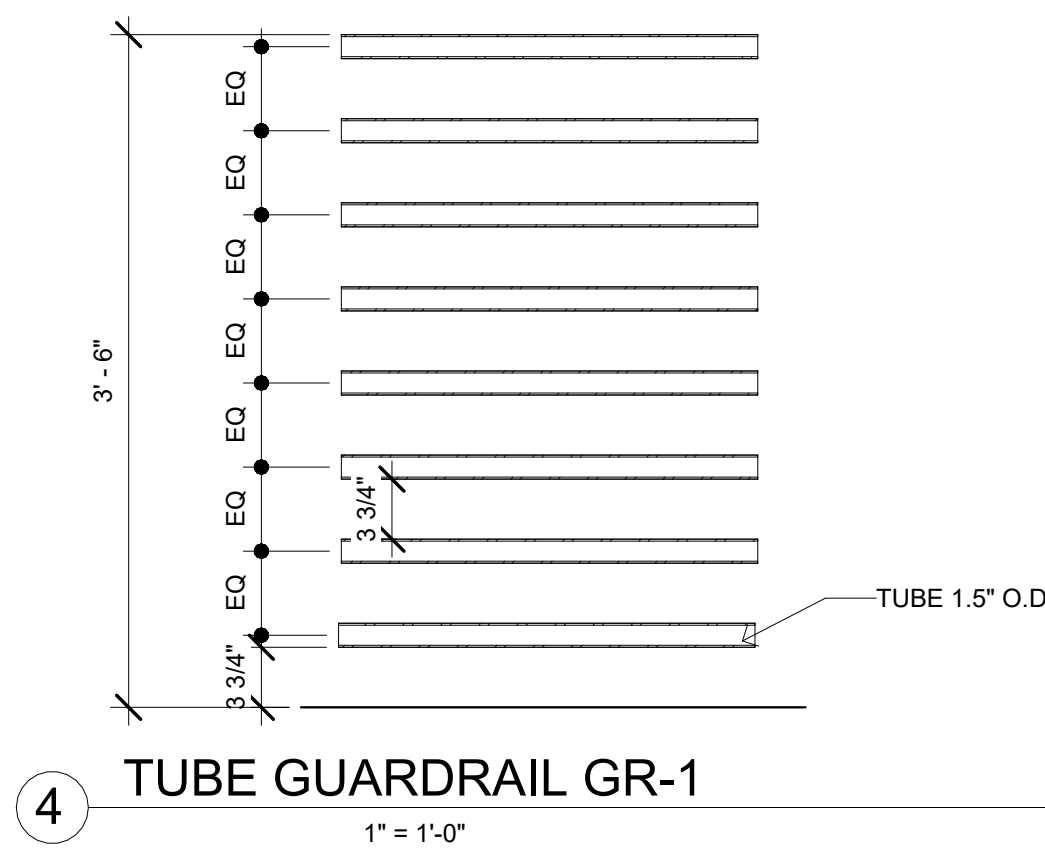 EQ
EQ
EQ
EQ
EQ
EQ
EQ
3' - 6"
3 3/4"
3 3/4"
TUBE 1.5" O.D
4
TUBE GUARDRAIL GR-1
1" = 1'-0"